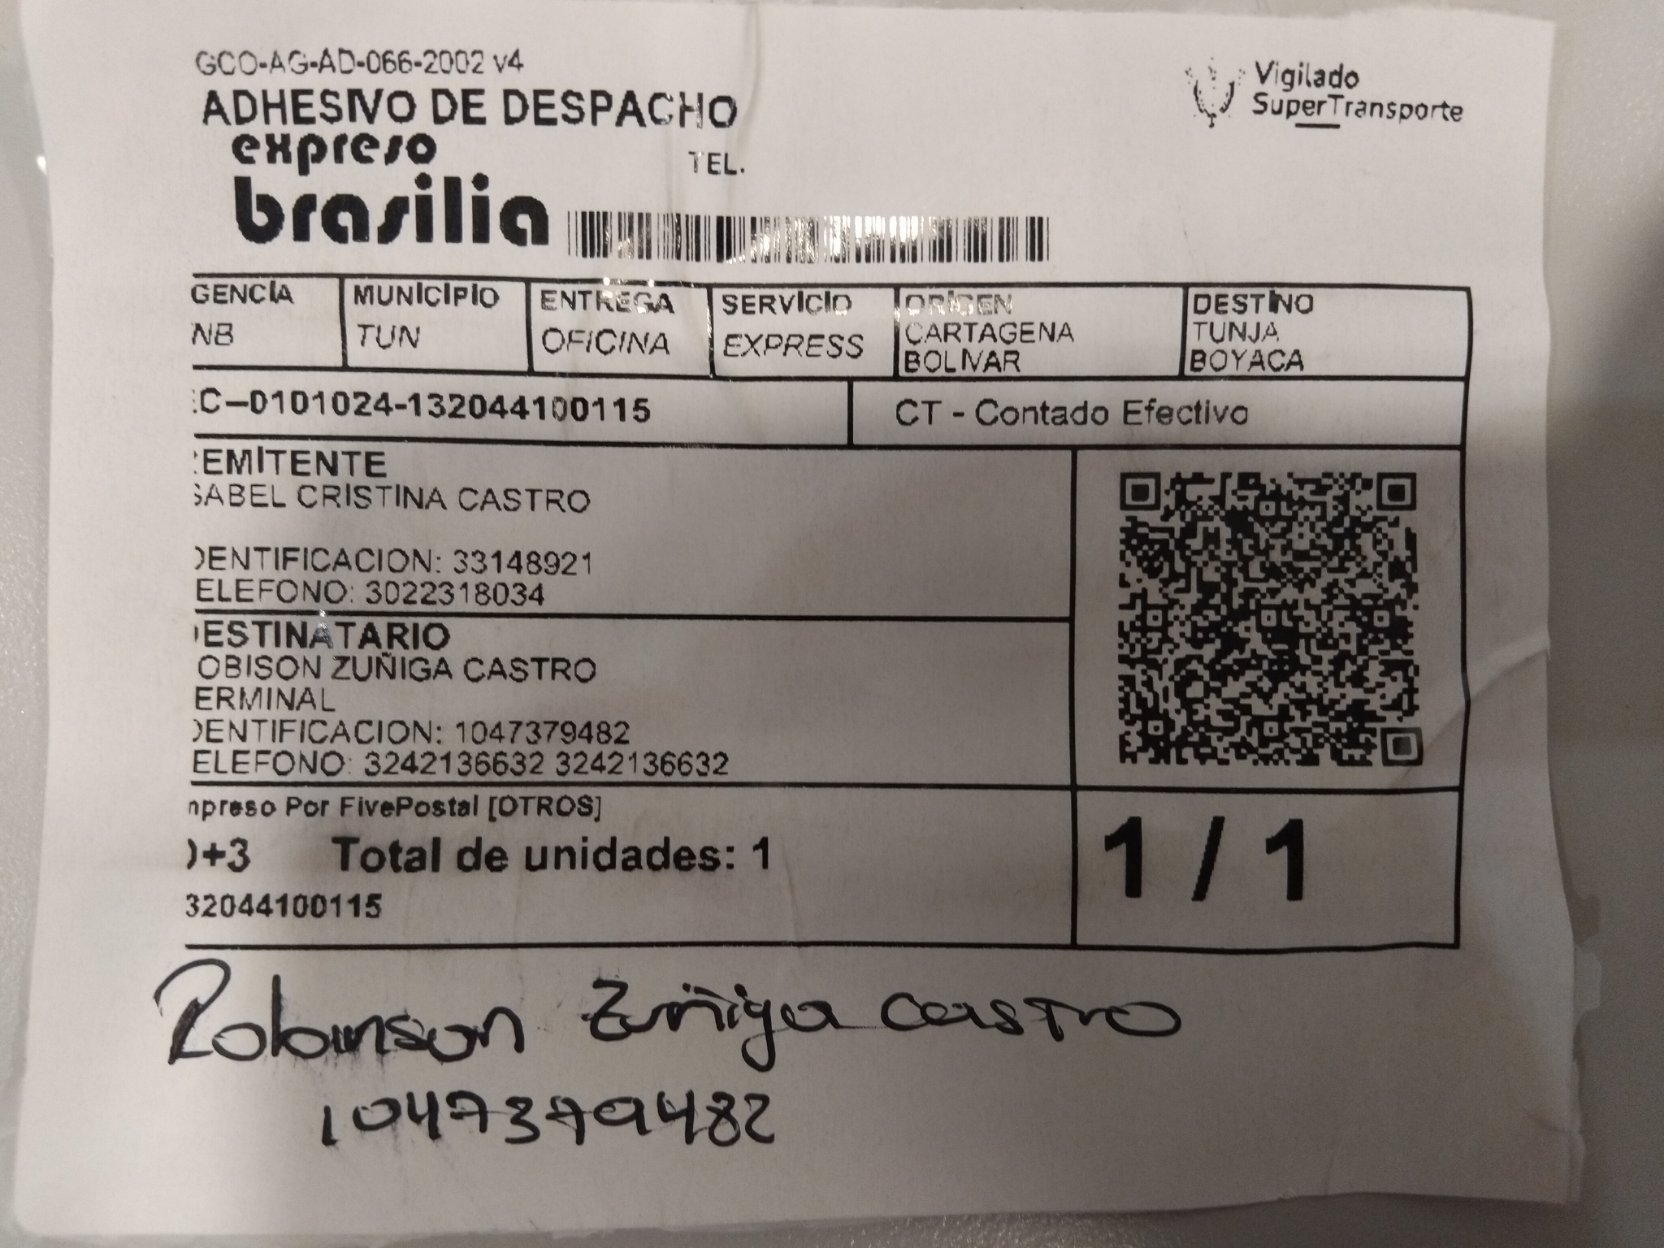 GCO-AG-AD-066-2002 v4
ADHESIVO DE DESPACHO
expreso
brasilia
TEL.
Vigilado
SuperTransporte
GENCIA
NB
MUNICIPIO
TUN
ENTREGA
OFICINA
SERVICIO
EXPRESS
ORIGEN
CARTAGENA
BOLIVAR
DESTINO
TUNJA
BOYACA
C–0101024-132044100115
CT - Contado Efectivo
EMITENTE
SABEL CRISTINA CASTRO
DENTIFICACION: 33148921
ELEFONO: 3022318034
DESTINATARIO
OBISON ZUÑIGA CASTRO
ERMINAL
DENTIFICACION: 1047379482
ELEFONO: 3242136632 3242136632
mpreso Por FivePostal [OTROS]
)+3 Total de unidades: 1
32044100115
1 / 1
Robinson Zuñiga Castro
1047379482